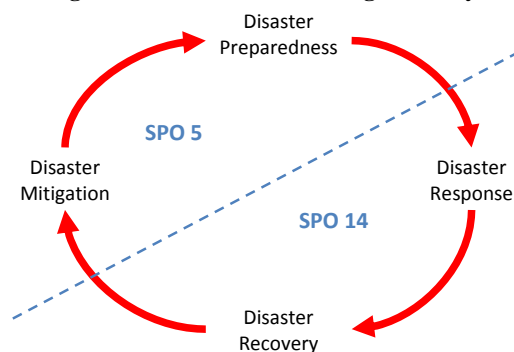 Disaster
Preparedness
SPO 5
Disaster
Mitigation
Disaster
Response
SPO 14
Disaster
Recovery